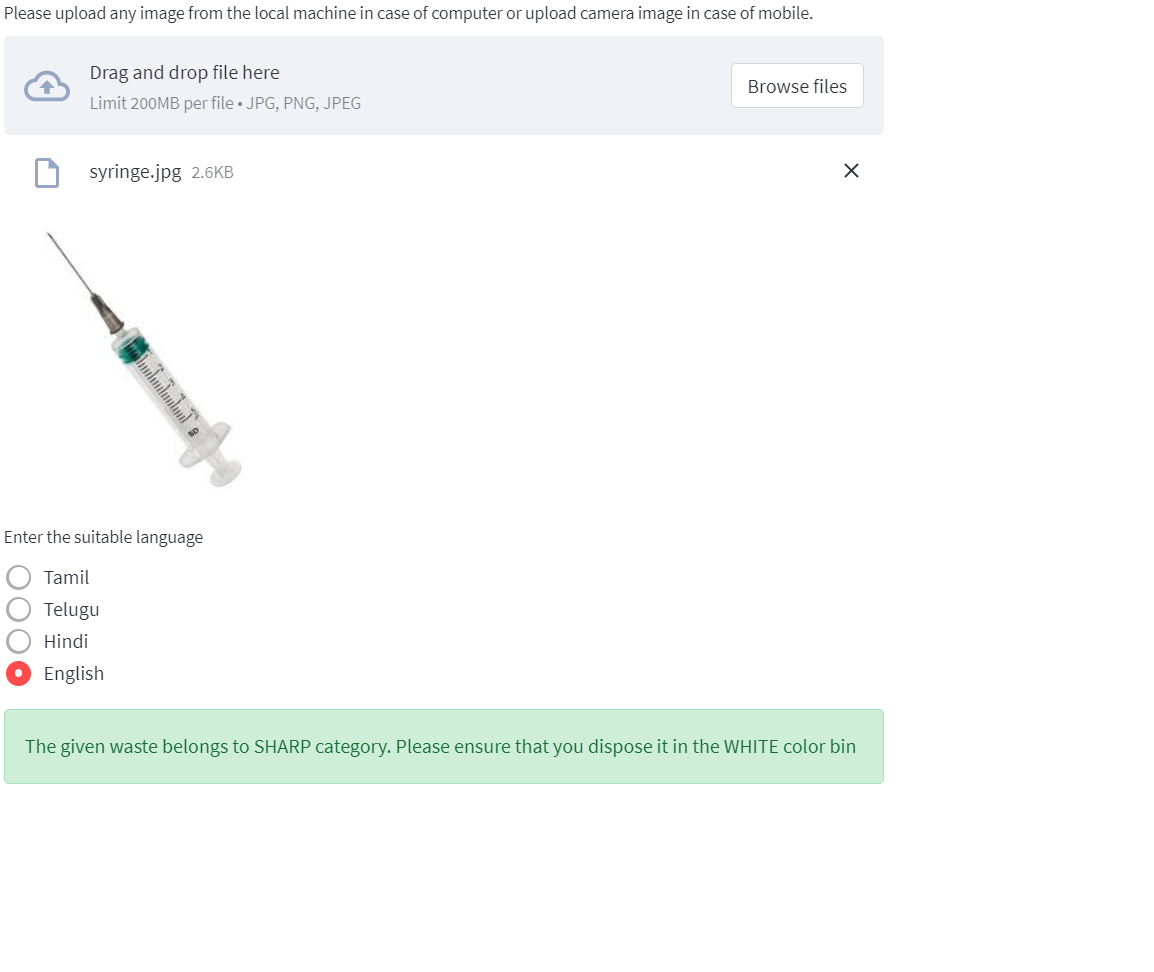 Please upload any image from the local machine in case of computer or upload camera image in case of mobile.
Drag and drop file here
Limit 200MB per file • JPG, PNG, JPEG
Browse files
syringe.jpg 2.6KB
Enter the suitable language
Tamil
Telugu
Hindi
English
The given waste belongs to SHARP category. Please ensure that you dispose it in the WHITE color bin